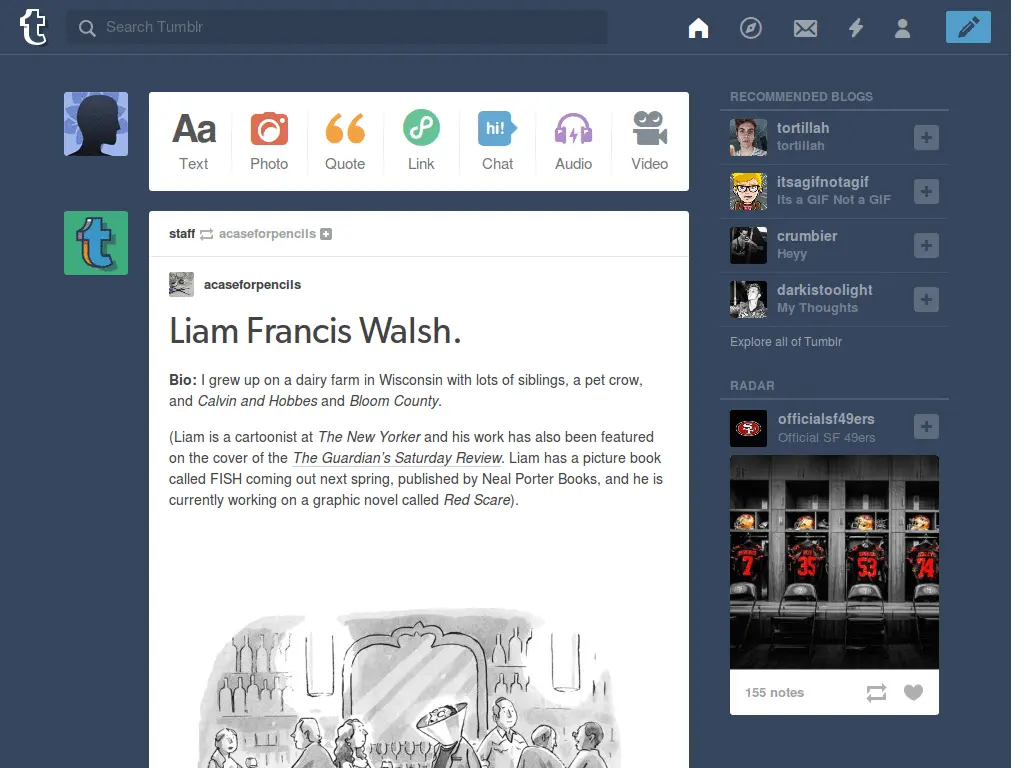 Search Tumblr
Aa
hi!
Text Photo Quote Link Chat Audio Video
staff acaseforpencils
acaseforpencils
Liam Francis Walsh.
Bio: I grew up on a dairy farm in Wisconsin with lots of siblings, a pet crow,
and Calvin and Hobbes and Bloom County.
(Liam is a cartoonist at The New Yorker and his work has also been featured
on the cover of the The Guardian's Saturday Review. Liam has a picture book
called FISH coming out next spring, published by Neal Porter Books, and he is
currently working on a graphic novel called Red Scare).
RECOMMENDED BLOGS
tortillah
tortillah
itsagifnotagif
Its a GIF Not a GIF
crumbier
Heyy
darkistoolight
My Thoughts
Explore all of Tumblr
RADAR
officialsf49ers
Official SF 49ers
7 35 53 74
155 notes